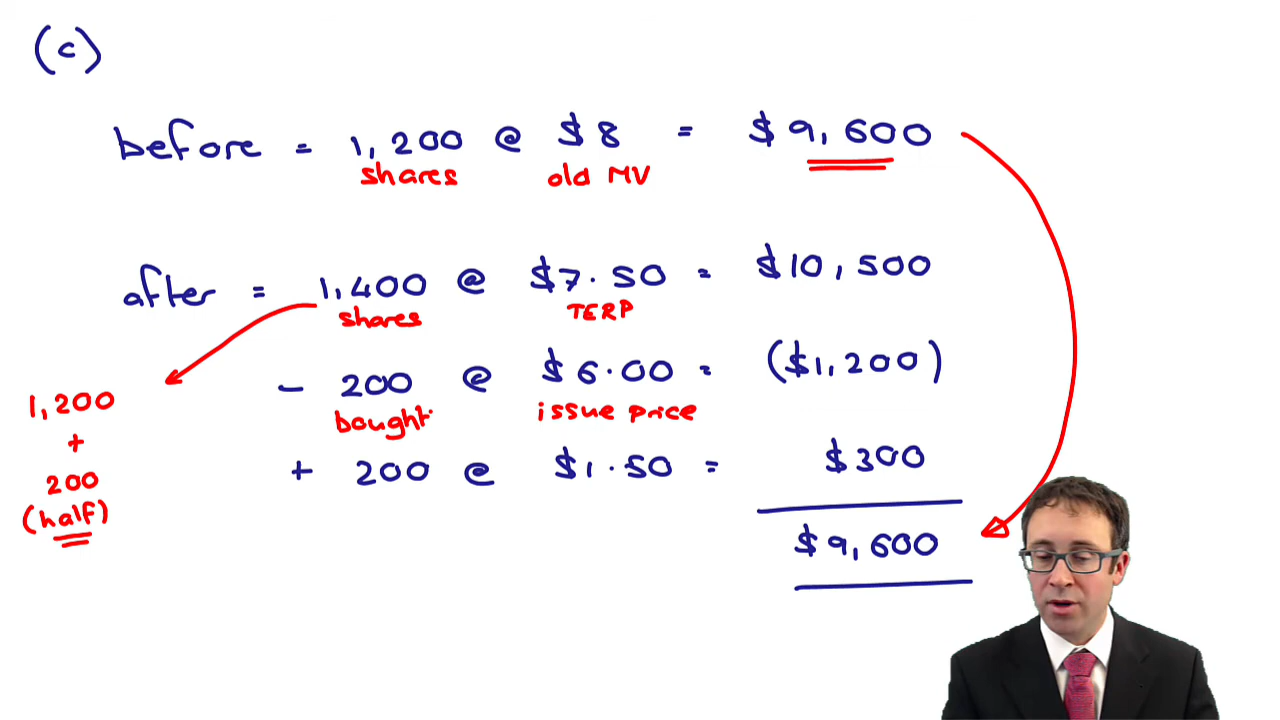 (c)
before = 1,200 @ $8 = $9,600
shares old MV
after = 1,400 @ $7.50 = $10,500
shares TERP
- 200 @ $6.00 = ($1,200)
bought issue price
+ 200 @ $1.50 = $300
$9,600
1,200
+
200
(half)